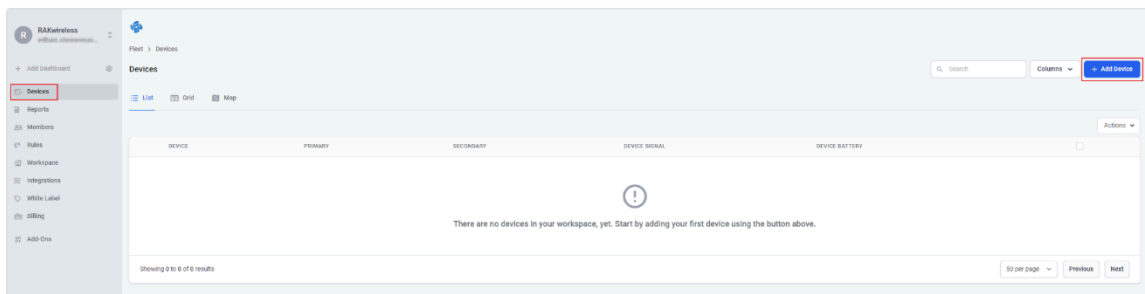 R
RAKwireless
Fleet > Devices
+ Add Dashboard
Devices
Search
Columns
+ Add Device
Devices
Reports
Members
Rules
Workspace
Integrations
White Label
Billing
Add-Ons
List
Grid
Map
Actions
DEVICE PRIMARY SECONDARY DEVICE SIGNAL DEVICE BATTERY
There are no devices in your workspace, yet. Start by adding your first device using the button above.
Showing 0 to 0 of 0 results
50 per page
Previous
Next